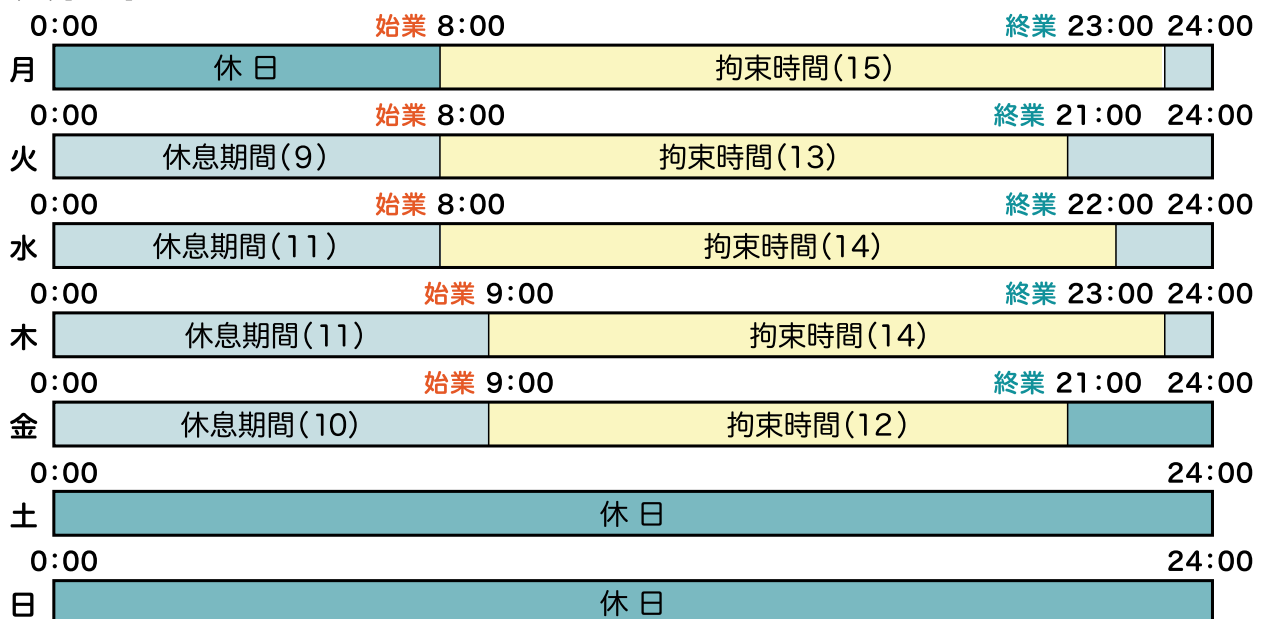 0:00 始業 8:00 終業 23:00 24:00
月 休日 拘束時間(15)
0:00 始業 8:00 終業 21:00 24:00
火 休息期間(9) 拘束時間(13)
0:00 始業 8:00 終業 22:00 24:00
水 休息期間(11) 拘束時間(14)
0:00 始業 9:00 終業 23:00 24:00
木 休息期間(11) 拘束時間(14)
0:00 始業 9:00 終業 21:00 24:00
金 休息期間(10) 拘束時間(12)
0:00 24:00
土 休日
0:00 24:00
日 休日